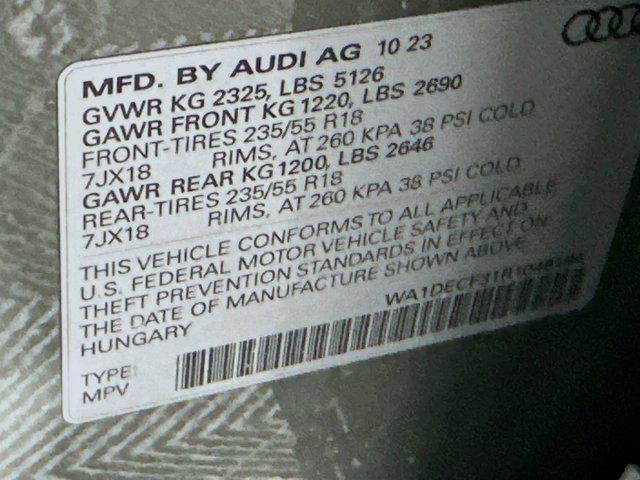 MFD. BY AUDI AG 10 23
GVWR KG 2325, LBS 5126
GAWR FRONT KG 1220, LBS 2690
FRONT-TIRES 235/55 R18
7JX18 RIMS, AT 260 KPA 38 PSI COLD
GAWR REAR KG 1200, LBS 2646
REAR-TIRES 235/55 R18
7JX18 RIMS, AT 260 KPA 38 PSI COLD
THIS VEHICLE CONFORMS TO ALL APPLICABLE
U.S. FEDERAL MOTOR VEHICLE SAFETY AND
THEFT PREVENTION STANDARDS IN EFFECT ON
THE DATE OF MANUFACTURE SHOWN ABOVE.
HUNGARY
TYPE:
MPV